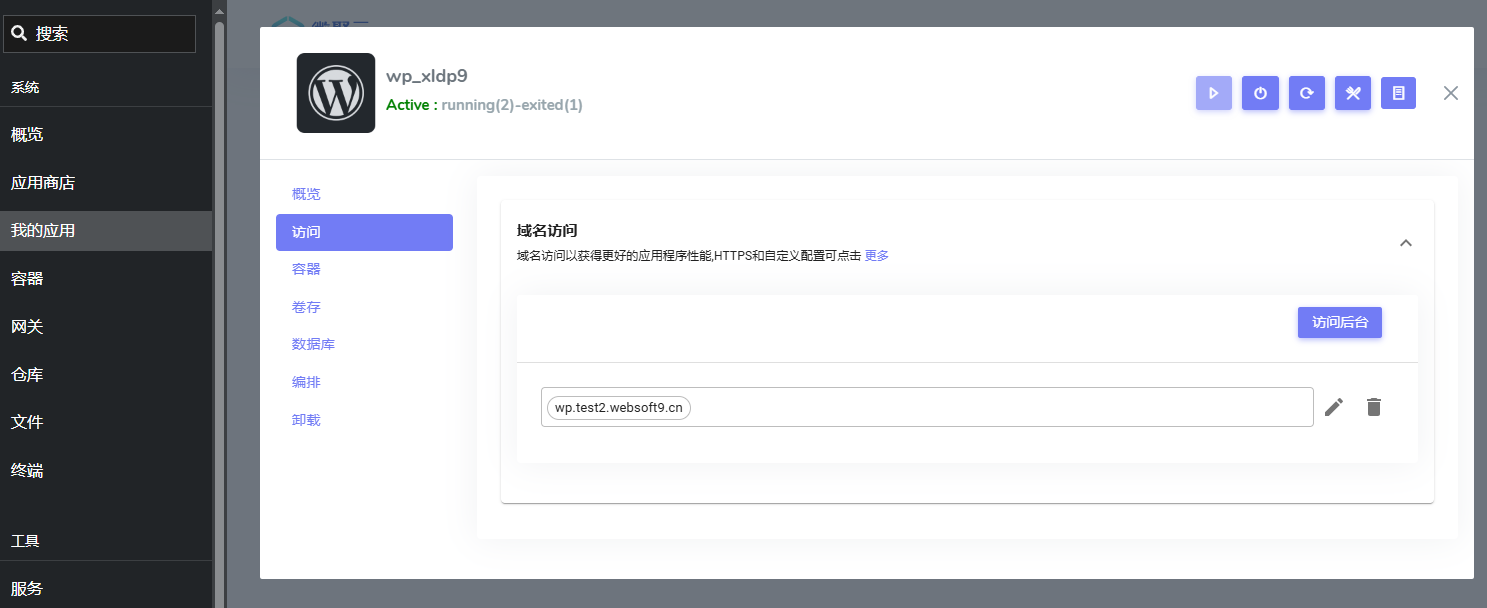 搜索
系统
概览
应用商店
我的应用
容器
网关
仓库
文件
终端
工具
服务
wp_xldp9
Active : running(2)-exited(1)
概览
访问
容器
卷存
数据库
编排
卸载
域名访问
域名访问以获得更好的应用程序性能,HTTPS和自定义配置可点击 更多
访问后台
wp.test2.websoft9.cn